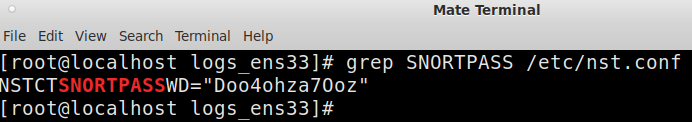 Mate Terminal
File Edit View Search Terminal Help
[root@localhost logs_ens33]# grep SNORTPASS /etc/nst.conf
NSTCTSNORTPASSWD="Doo4ohza7Ooz"
[root@localhost logs_ens33]#